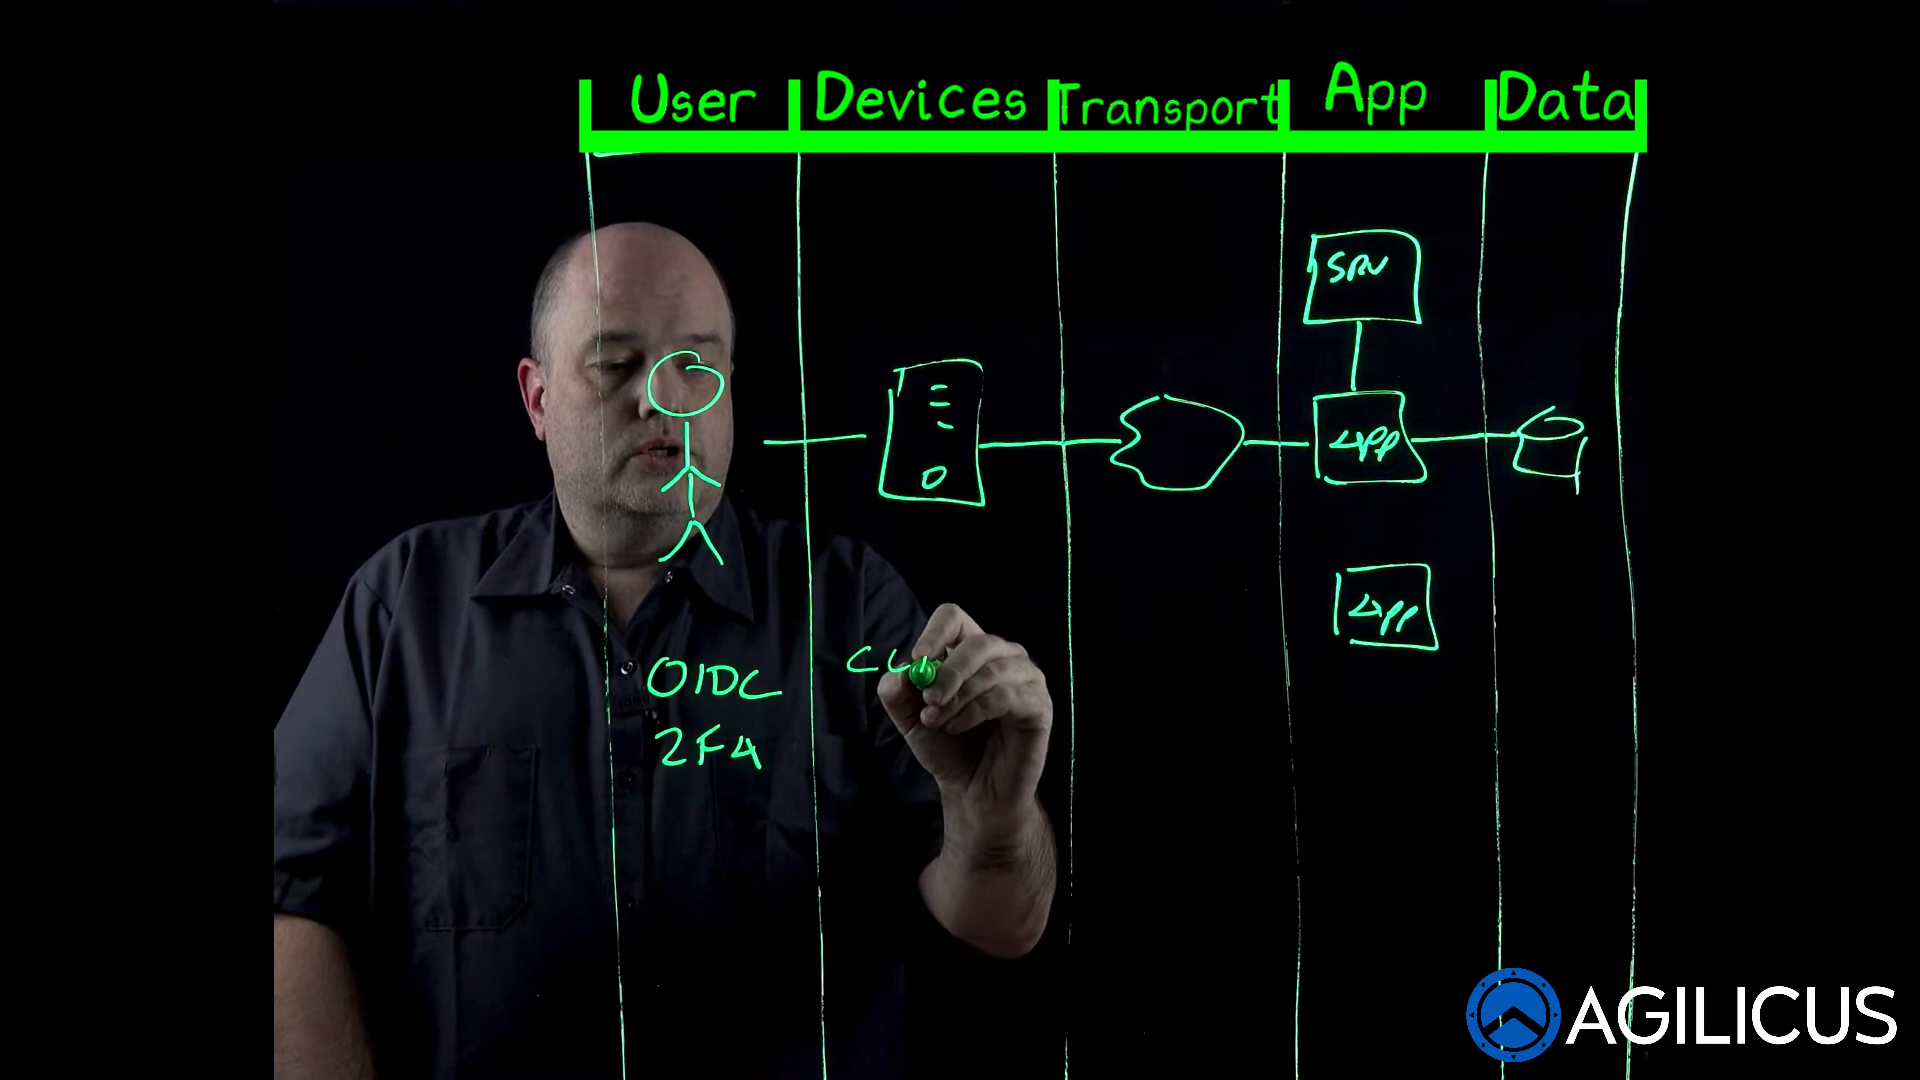 User Devices Transport App Data
SRV
App
App
OIDC
2FA
AGILICUS